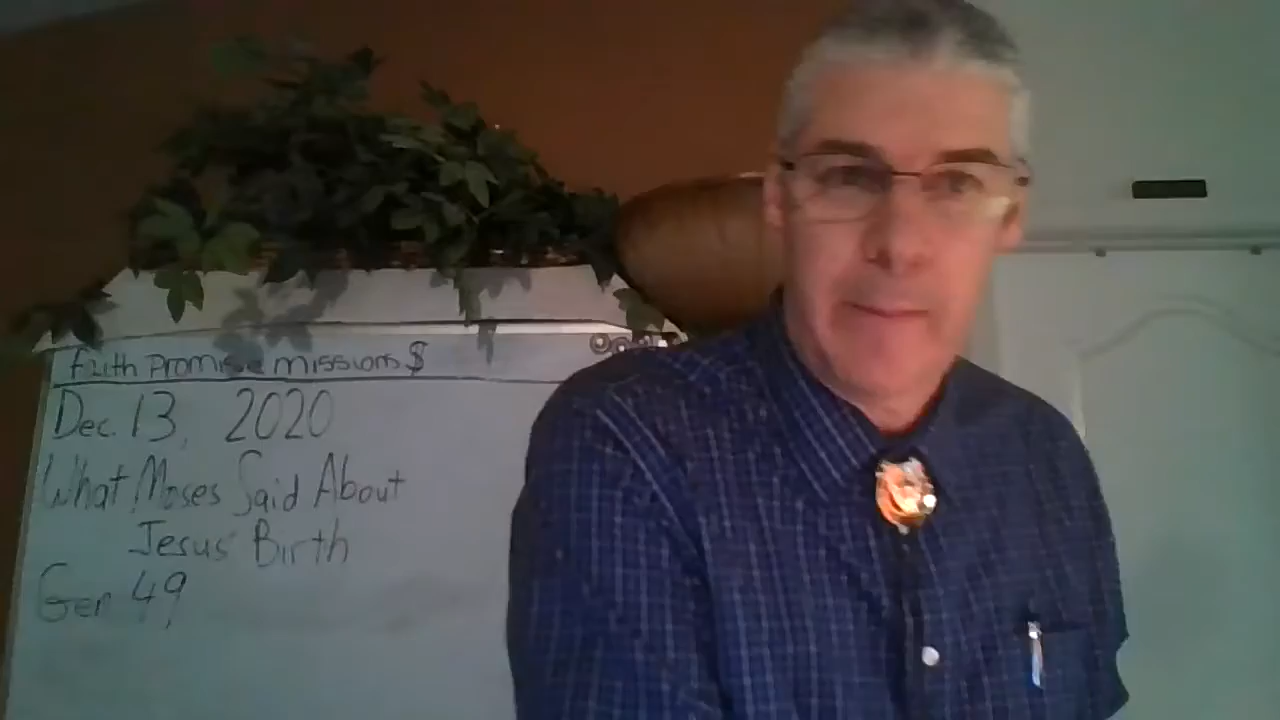 Faith Promise missions $
Dec. 13, 2020
What Moses Said About
Jesus' Birth
Gen 49